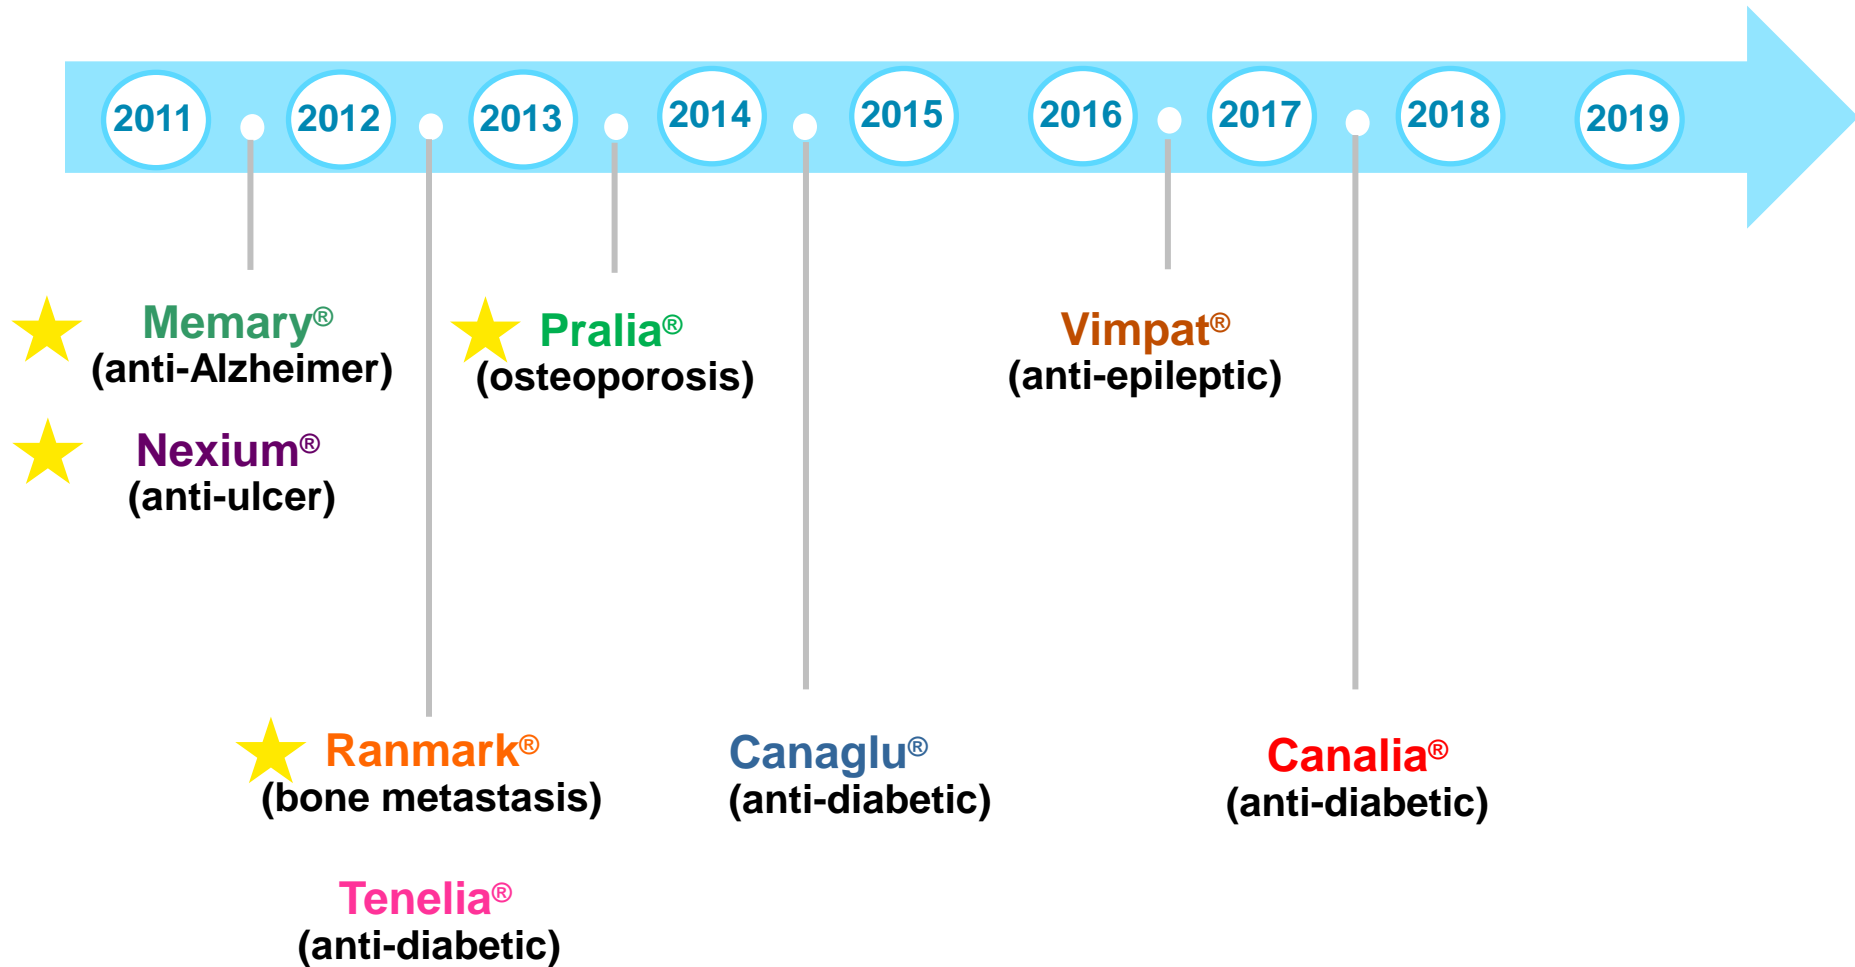 2011
2012
2013
2014
2015
2016
2017
2018
2019
Memary®
(anti-Alzheimer)
Nexium®
(anti-ulcer)
Pralia®
(osteoporosis)
Vimpat®
(anti-epileptic)
Ranmark®
(bone metastasis)
Tenelia®
(anti-diabetic)
Canaglu®
(anti-diabetic)
Canalia®
(anti-diabetic)